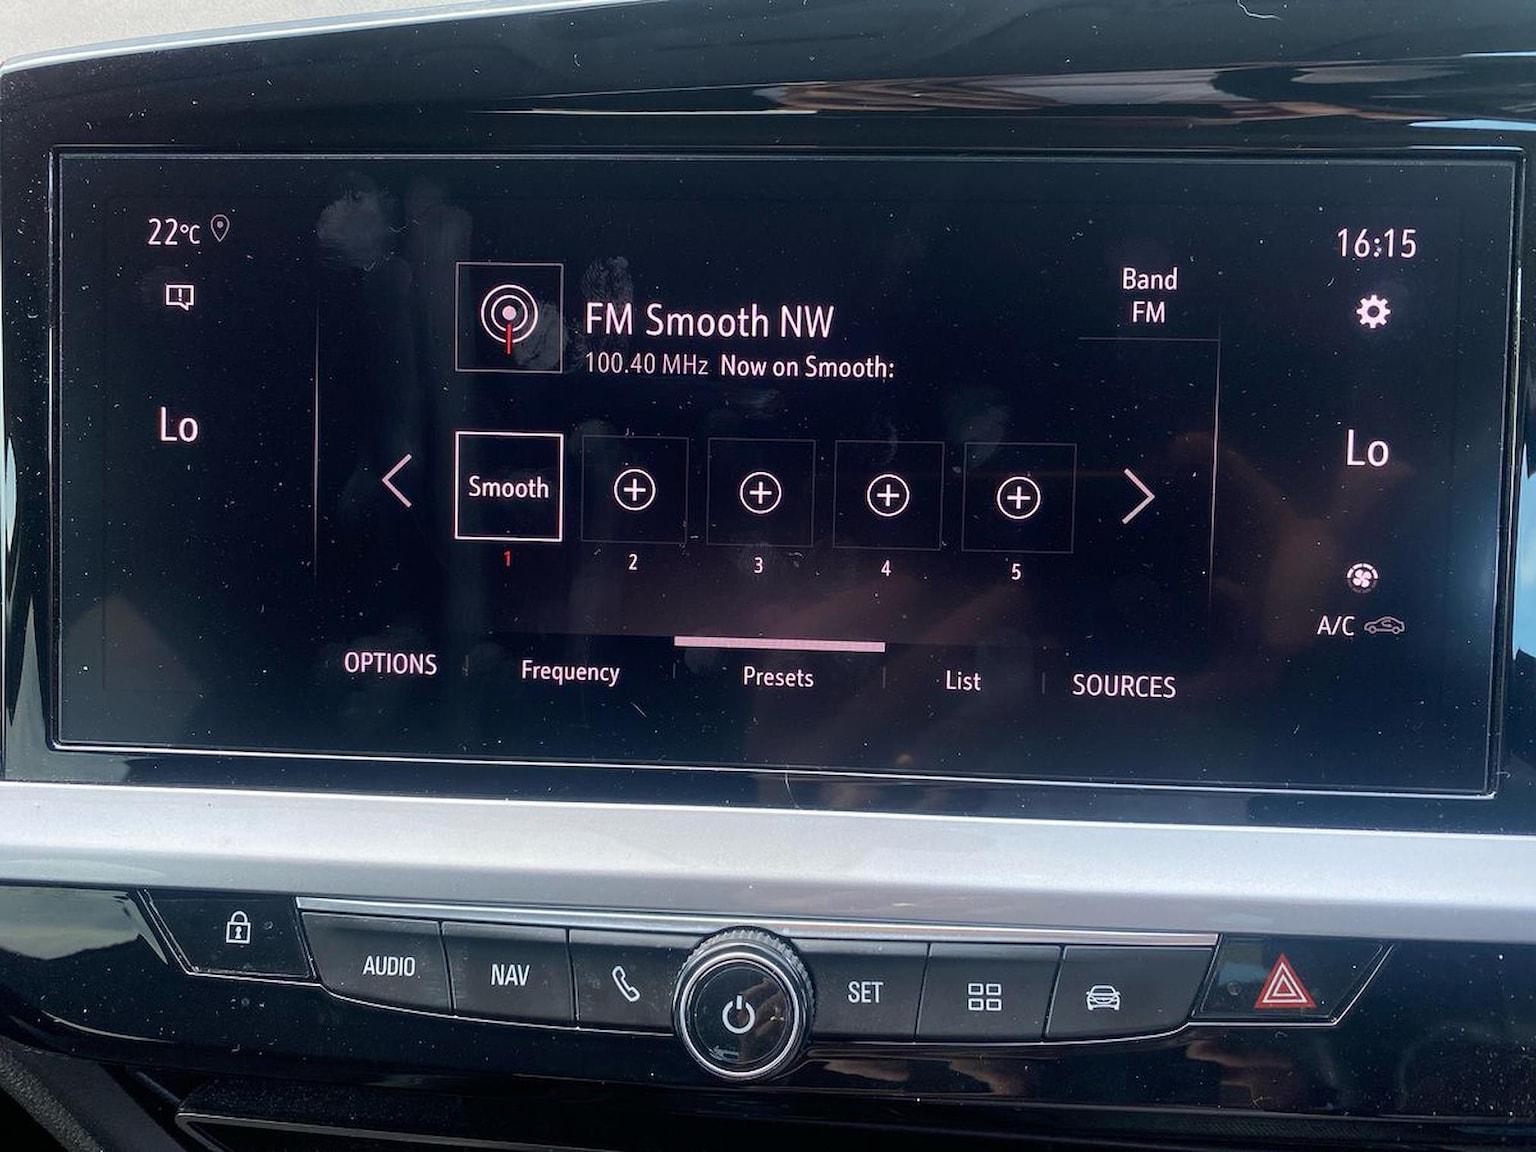 22°C
16:15
Band
FM
FM Smooth NW
100.40 MHz Now on Smooth:
Lo
Lo
Smooth
1
2
3
4
5
A/C
OPTIONS
Frequency
Presets
List
SOURCES
AUDIO
NAV
SET